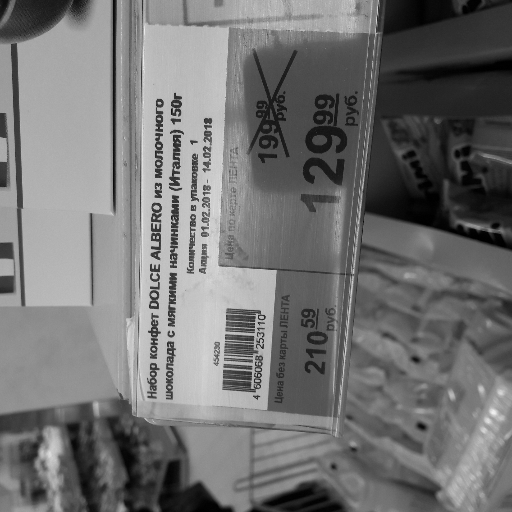 Набор конфет DOLCE ALBERO из молочного
шоколада с мягкими начинками (Италия) 150г
Количество в упаковке 1
Акция 01.02.2018 - 14.02.2018
199 99
руб.
129 99
руб.
Цена по карте ЛЕНТА
454230
4 606068 253110
Цена без карты ЛЕНТА
210 59
руб.